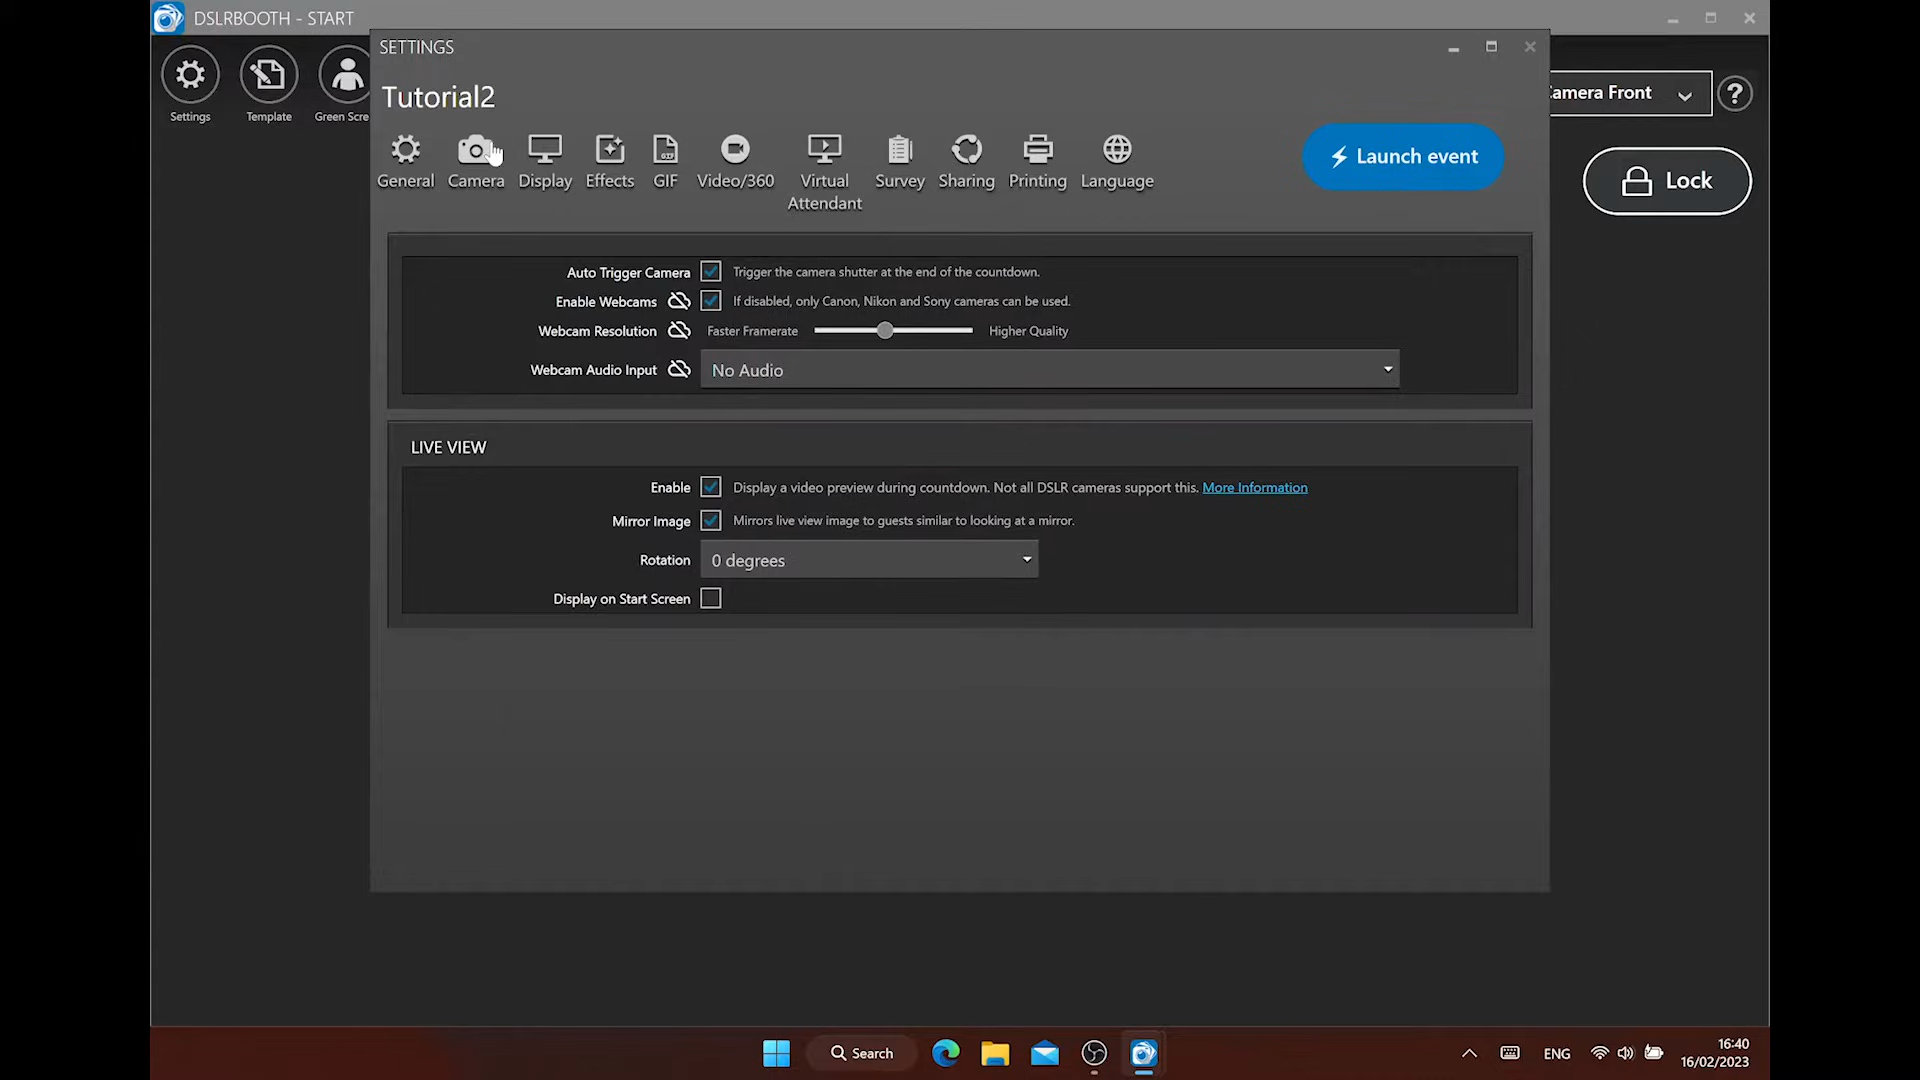 DSLRBOOTH - START
SETTINGS
Tutorial2
Settings
Template
Green Scre
amera Front
?
General
Camera
Display
Effects
GIF
GIF
Video/360
Virtual
Attendant
Survey
Sharing
Printing
Language
Launch event
Lock
Auto Trigger Camera Trigger the camera shutter at the end of the countdown.
Enable Webcams If disabled, only Canon, Nikon and Sony cameras can be used.
Webcam Resolution Faster Framerate Higher Quality
Webcam Audio Input No Audio
LIVE VIEW
Enable Display a video preview during countdown. Not all DSLR cameras support this. More Information
Mirror Image Mirrors live view image to guests similar to looking at a mirror.
Rotation 0 degrees
Display on Start Screen
Search
ENG
16:40
16/02/2023